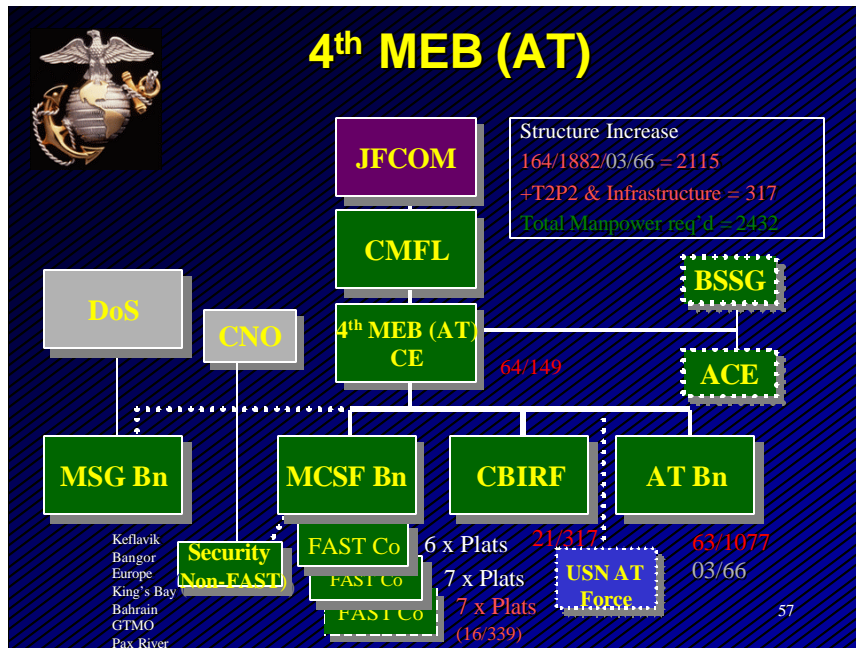 4th MEB (AT)
Structure Increase
164/1882/03/66 = 2115
+T2P2 & Infrastructure = 317
Total Manpower req'd = 2432
JFCOM
CMFL
BSSG
DoS
CNO
4th MEB (AT)
CE
64/149
ACE
MSG Bn
MCSF Bn
CBIRF
AT Bn
Keflavik
Bangor
Europe
King's Bay
Bahrain
GTMO
Pax River
Security
(Non-FAST)
FAST Co
6 x Plats
FAST Co
7 x Plats
FAST Co
7 x Plats
(16/339)
21/317
USN AT
Force
63/1077
03/66
57